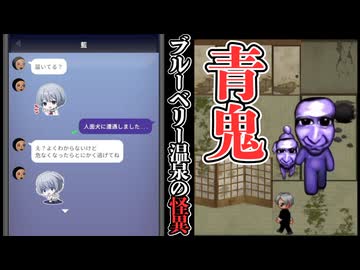 藍
届いてる？
人面犬に遭遇しました...
え？よくわからないけど
危なくなったらとにかく逃げてね
ブルーベリー温泉の怪異
青鬼